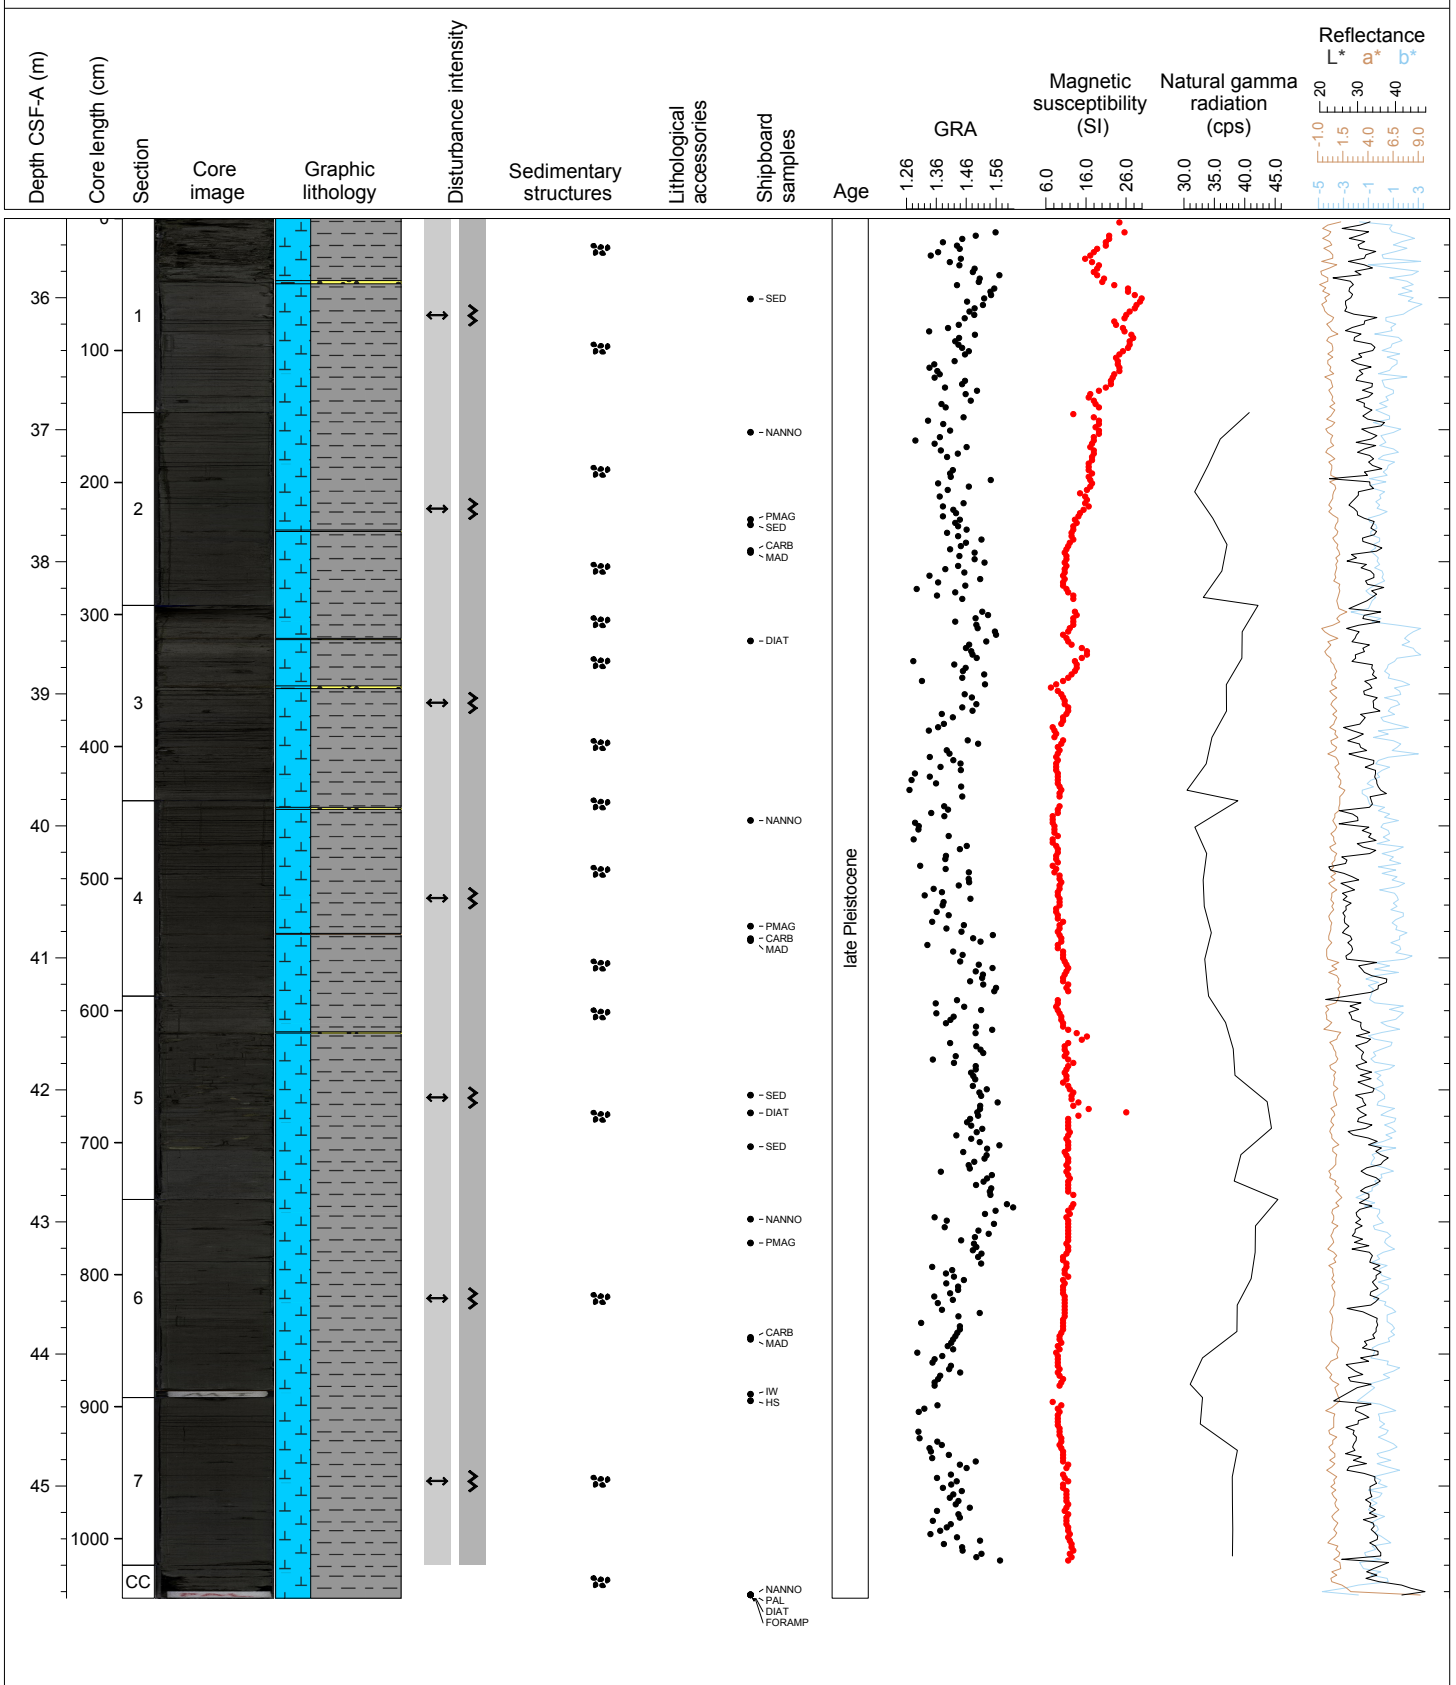 Depth CSF-A (m)
Core length (cm)
Section
Core
image
Graphic
lithology
Disturbance intensity
Sedimentary
structures
Lithological
accessories
Shipboard
samples
Age
GRA
1.26 1.36 1.46 1.56
Magnetic
susceptibility
(SI)
6.0 16.0 26.0
Natural gamma
radiation
(cps)
30.0 35.0 40.0 45.0
Reflectance
L* a* b*
20 30 40
-1.0 1.5 4.0 6.5 9.0
-5 -3 -1 1 3
36
37
38
39
40
41
42
43
44
45
0
100
200
300
400
500
600
700
800
900
1000
1
2
3
4
5
6
7
CC
SED
NANNO
PMAG
SED
CARB
MAD
DIAT
NANNO
PMAG
CARB
MAD
SED
DIAT
SED
NANNO
PMAG
CARB
MAD
IW
HS
NANNO
PAL
DIAT
FORAMP
late Pleistocene